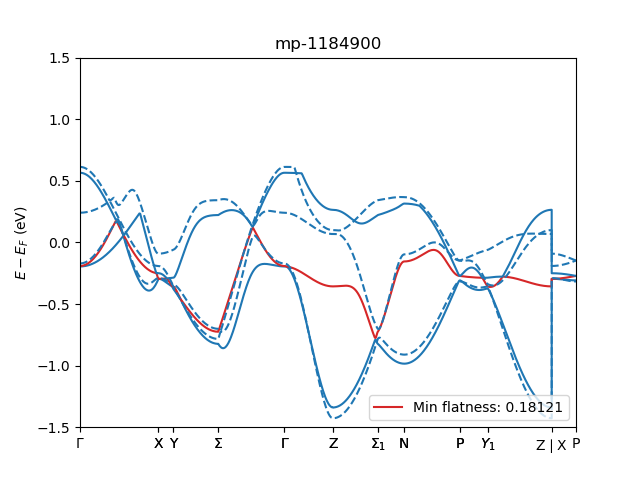 mp-1184900
1.5
1.0
0.5
0.0
−0.5
−1.0
−1.5
E − E_F (eV)
Min flatness: 0.18121
Γ X Y Σ Γ Z Σ₁ N P Y₁ Z | X P